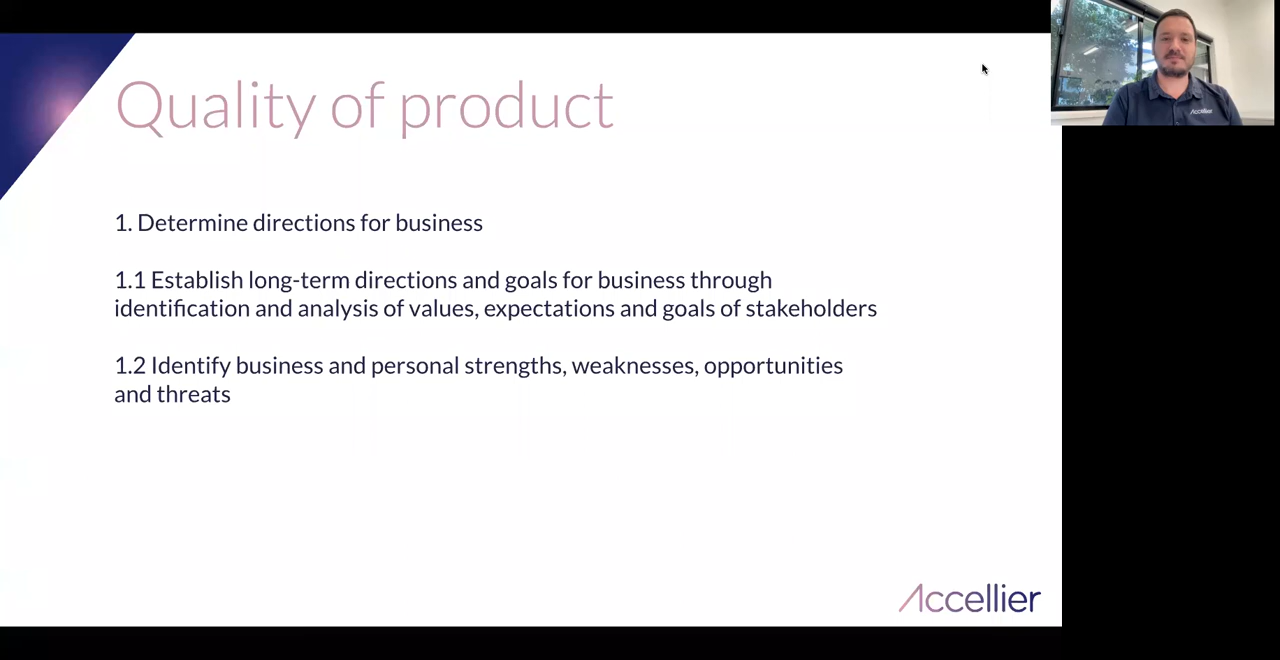 Quality of product
1. Determine directions for business
1.1 Establish long-term directions and goals for business through
identification and analysis of values, expectations and goals of stakeholders
1.2 Identify business and personal strengths, weaknesses, opportunities
and threats
Accellier
Accellier